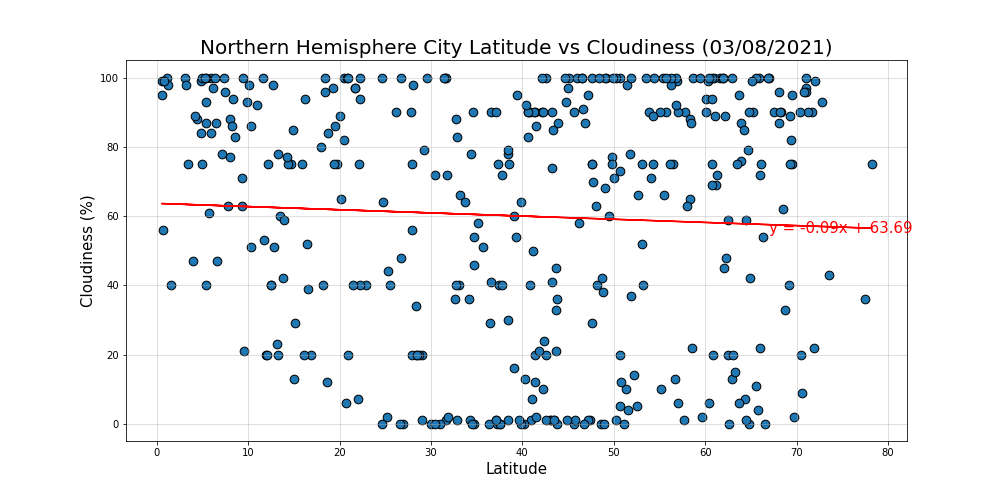 Northern Hemisphere City Latitude vs Cloudiness (03/08/2021)
Cloudiness (%)
100
80
60
40
20
0
y = -0.09x + 63.69
0 10 20 30 40 50 60 70 80
Latitude